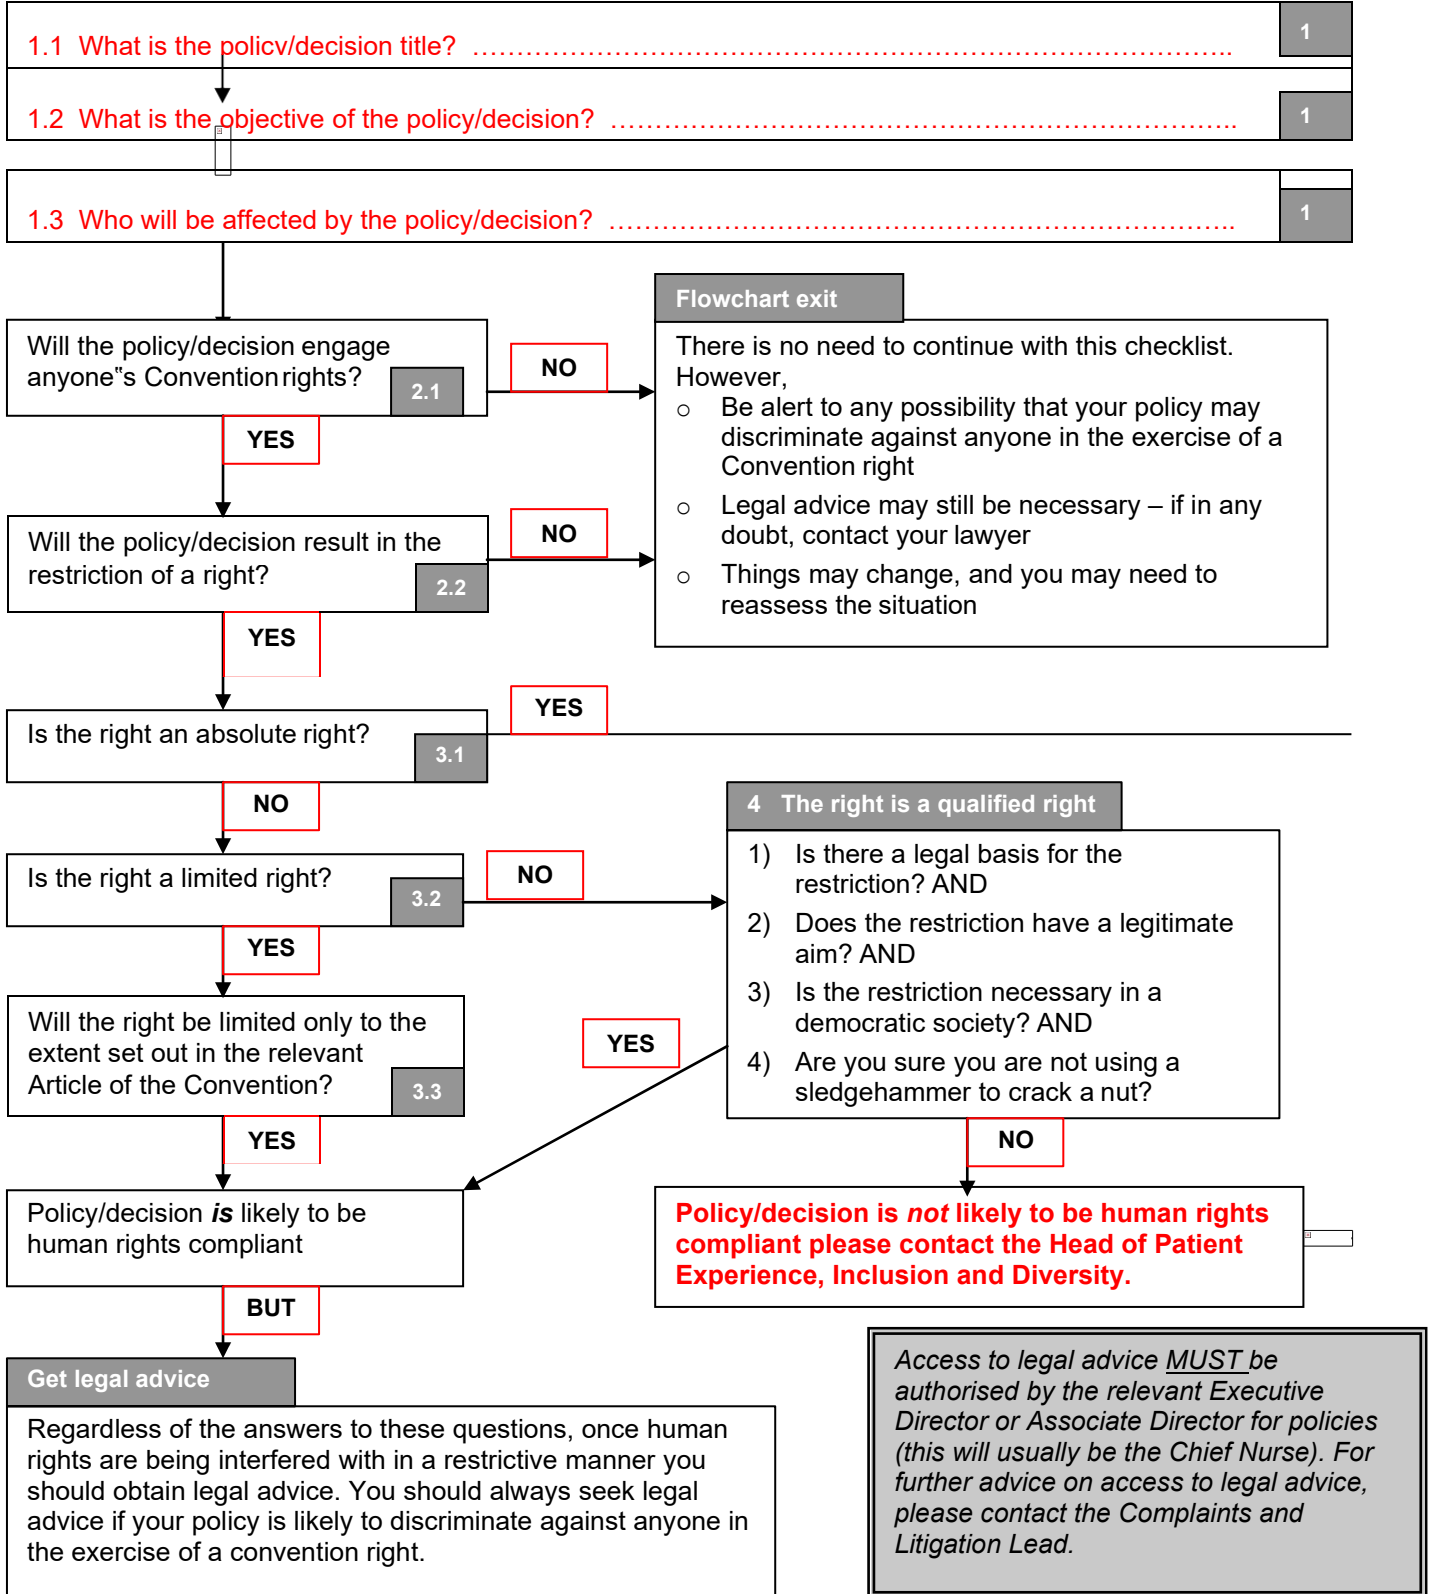 1.1 What is the policy/decision title? ………………………………………………………………………..
1
1.2 What is the objective of the policy/decision? …………………………………………………………..
1
1.3 Who will be affected by the policy/decision? …………………………………………………………..
1
Will the policy/decision engage
anyone‟s Convention rights?
2.1
NO
YES
Flowchart exit
There is no need to continue with this checklist.
However,
o Be alert to any possibility that your policy may
discriminate against anyone in the exercise of a
Convention right
o Legal advice may still be necessary – if in any
doubt, contact your lawyer
o Things may change, and you may need to
reassess the situation
Will the policy/decision result in the
restriction of a right?
2.2
NO
YES
Is the right an absolute right?
3.1
YES
NO
Is the right a limited right?
3.2
NO
YES
4 The right is a qualified right
1) Is there a legal basis for the
restriction? AND
2) Does the restriction have a legitimate
aim? AND
3) Is the restriction necessary in a
democratic society? AND
4) Are you sure you are not using a
sledgehammer to crack a nut?
YES
NO
Will the right be limited only to the
extent set out in the relevant
Article of the Convention?
3.3
YES
Policy/decision is likely to be
human rights compliant
BUT
Policy/decision is not likely to be human rights
compliant please contact the Head of Patient
Experience, Inclusion and Diversity.
Get legal advice
Regardless of the answers to these questions, once human
rights are being interfered with in a restrictive manner you
should obtain legal advice. You should always seek legal
advice if your policy is likely to discriminate against anyone in
the exercise of a convention right.
Access to legal advice MUST be
authorised by the relevant Executive
Director or Associate Director for policies
(this will usually be the Chief Nurse). For
further advice on access to legal advice,
please contact the Complaints and
Litigation Lead.